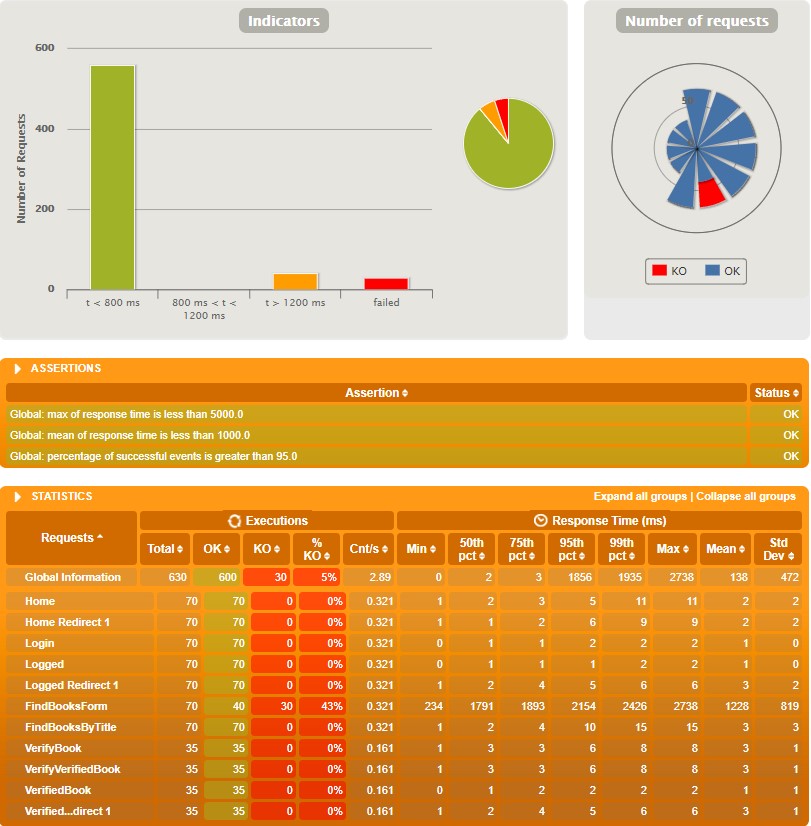 Indicators
Number of requests
Number of Requests
600
400
200
0
t < 800 ms
800 ms < t < 1200 ms
t > 1200 ms
failed
50
KO OK
ASSERTIONS
Assertion Status
Global: max of response time is less than 5000.0 OK
Global: mean of response time is less than 1000.0 OK
Global: percentage of successful events is greater than 95.0 OK
STATISTICS Expand all groups | Collapse all groups
Requests Executions Response Time (ms)
Total OK KO % KO Cnt/s Min 50th pct 75th pct 95th pct 99th pct Max Mean Std Dev
Global Information 630 600 30 5% 2.89 0 2 3 1856 1935 2738 138 472
Home 70 70 0 0% 0.321 1 2 3 5 11 11 2 2
Home Redirect 1 70 70 0 0% 0.321 1 1 2 6 9 9 2 2
Login 70 70 0 0% 0.321 0 1 1 2 2 2 1 0
Logged 70 70 0 0% 0.321 0 1 1 1 2 2 1 0
Logged Redirect 1 70 70 0 0% 0.321 1 2 4 5 6 6 3 2
FindBooksForm 70 40 30 43% 0.321 234 1791 1893 2154 2426 2738 1228 819
FindBooksByTitle 70 70 0 0% 0.321 1 2 4 10 15 15 3 3
VerifyBook 35 35 0 0% 0.161 1 3 3 6 8 8 3 1
VerifyVerifiedBook 35 35 0 0% 0.161 1 3 3 6 8 8 3 1
VerifiedBook 35 35 0 0% 0.161 0 1 2 2 2 2 1 1
Verified...direct 1 35 35 0 0% 0.161 1 2 4 5 6 6 3 1